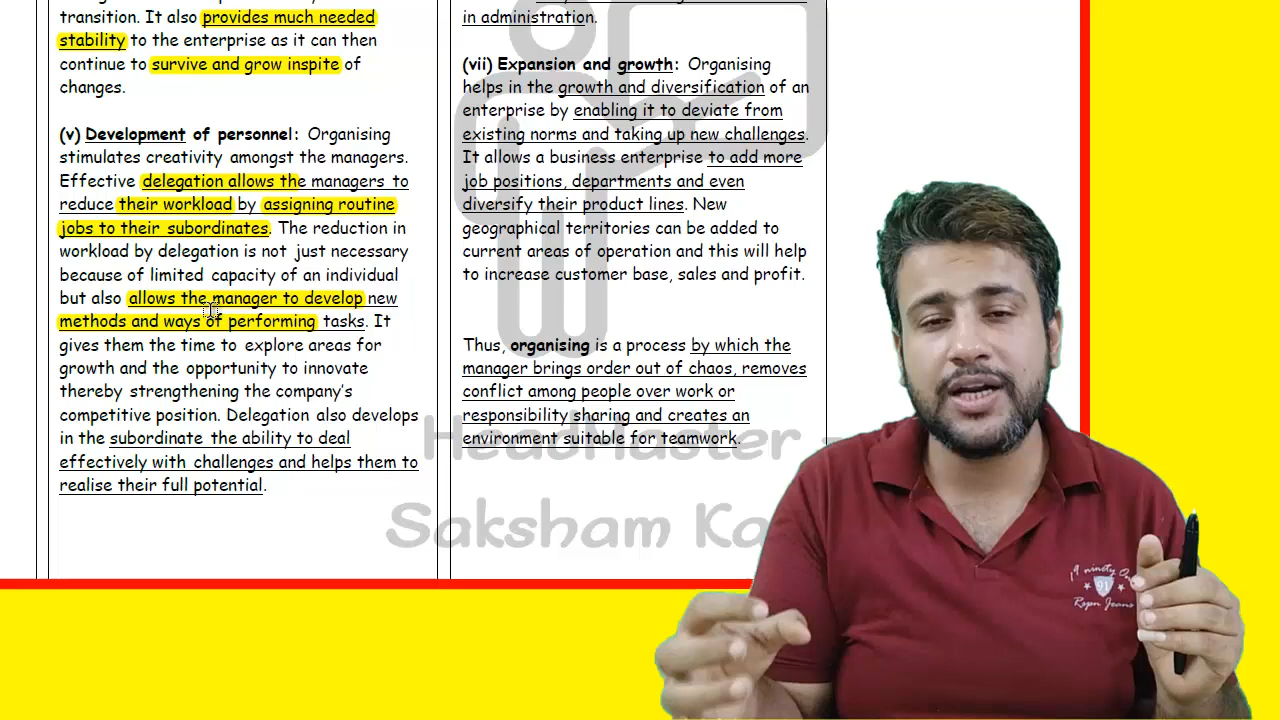 transition. It also provides much needed
stability to the enterprise as it can then
continue to survive and grow inspite of
changes.
(v) Development of personnel: Organising
stimulates creativity amongst the managers.
Effective delegation allows the managers to
reduce their workload by assigning routine
jobs to their subordinates. The reduction in
workload by delegation is not just necessary
because of limited capacity of an individual
but also allows the manager to develop new
methods and ways of performing tasks. It
gives them the time to explore areas for
growth and the opportunity to innovate
thereby strengthening the company's
competitive position. Delegation also develops
in the subordinate the ability to deal
effectively with challenges and helps them to
realise their full potential.
in administration.
(vii) Expansion and growth: Organising
helps in the growth and diversification of an
enterprise by enabling it to deviate from
existing norms and taking up new challenges.
It allows a business enterprise to add more
job positions, departments and even
diversify their product lines. New
geographical territories can be added to
current areas of operation and this will help
to increase customer base, sales and profit.
Thus, organising is a process by which the
manager brings order out of chaos, removes
conflict among people over work or
responsibility sharing and creates an
environment suitable for teamwork.
HeadMaster -
Saksham Ka
ninety On
91
Rspn Jeans